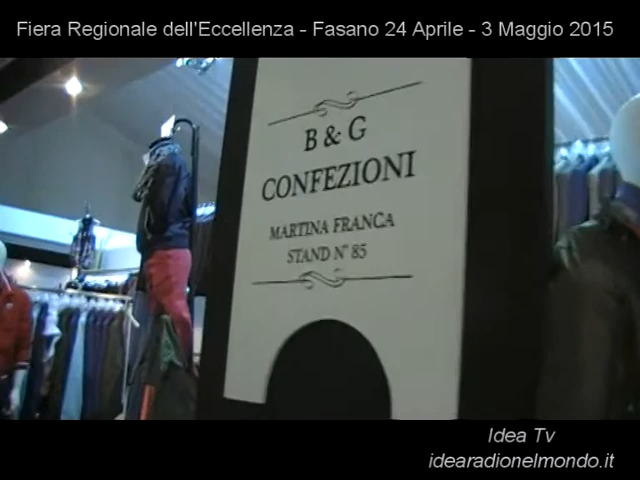 Fiera Regionale dell'Eccellenza - Fasano 24 Aprile - 3 Maggio 2015
B & G
CONFEZIONI
MARTINA FRANCA
STAND N° 85
Idea Tv
idearadionelmondo.it